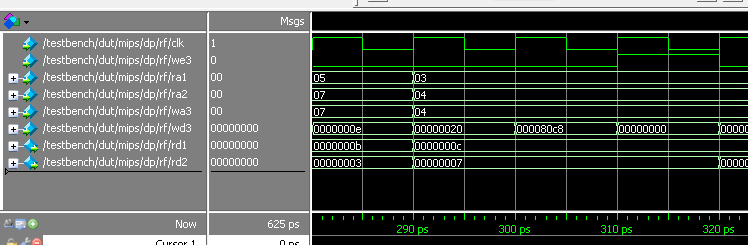 Msgs
/testbench/dut/mips/dp/rf/clk 1
/testbench/dut/mips/dp/rf/we3 0
/testbench/dut/mips/dp/rf/ra1 00 05 03
/testbench/dut/mips/dp/rf/ra2 00 07 04
/testbench/dut/mips/dp/rf/wa3 00 07 04
/testbench/dut/mips/dp/rf/wd3 00000000 0000000e 00000020 000080c8 00000000
/testbench/dut/mips/dp/rf/rd1 00000000 0000000b 0000000c
/testbench/dut/mips/dp/rf/rd2 00000000 00000003 00000007
Now 625 ps 290 ps 300 ps 310 ps 320 ps
Cursor 1 0 ps